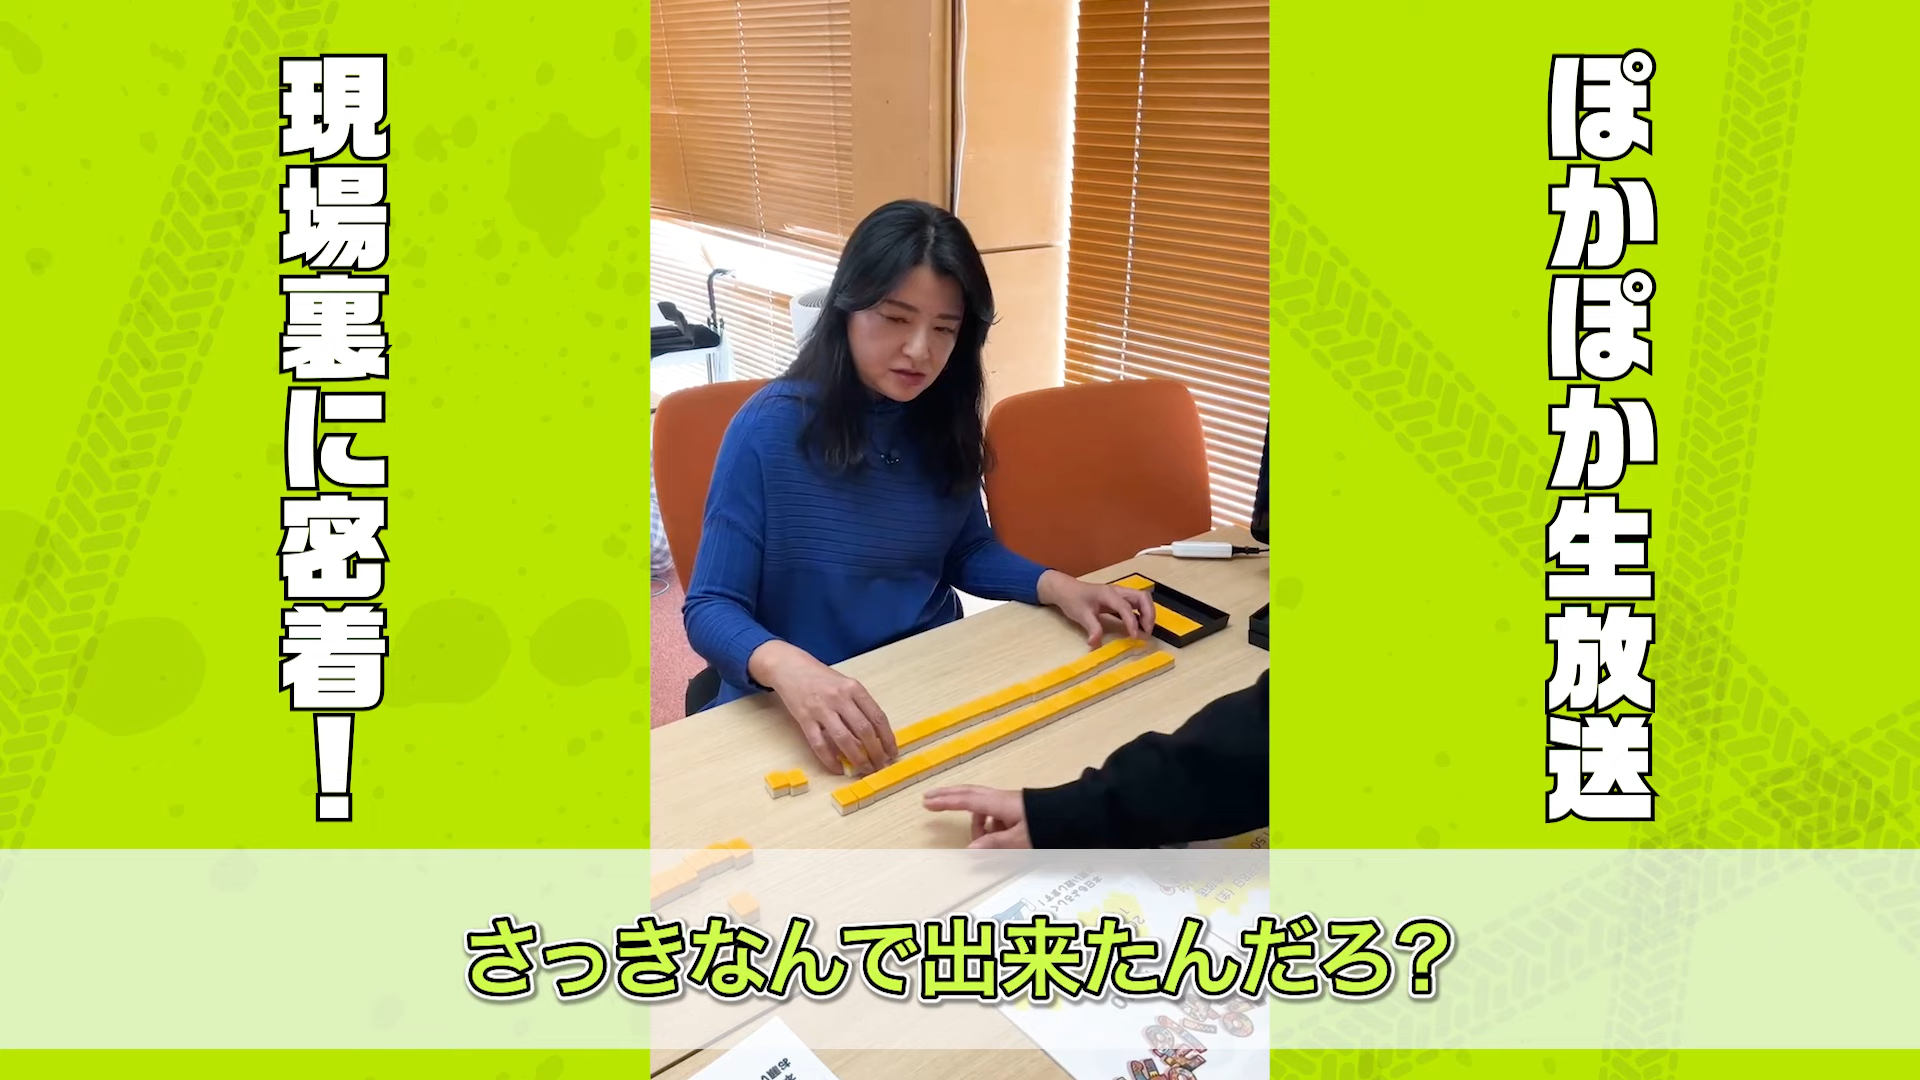 ぽかぽか生放送
現場裏に密着！
さっきなんで出来たんだろ？